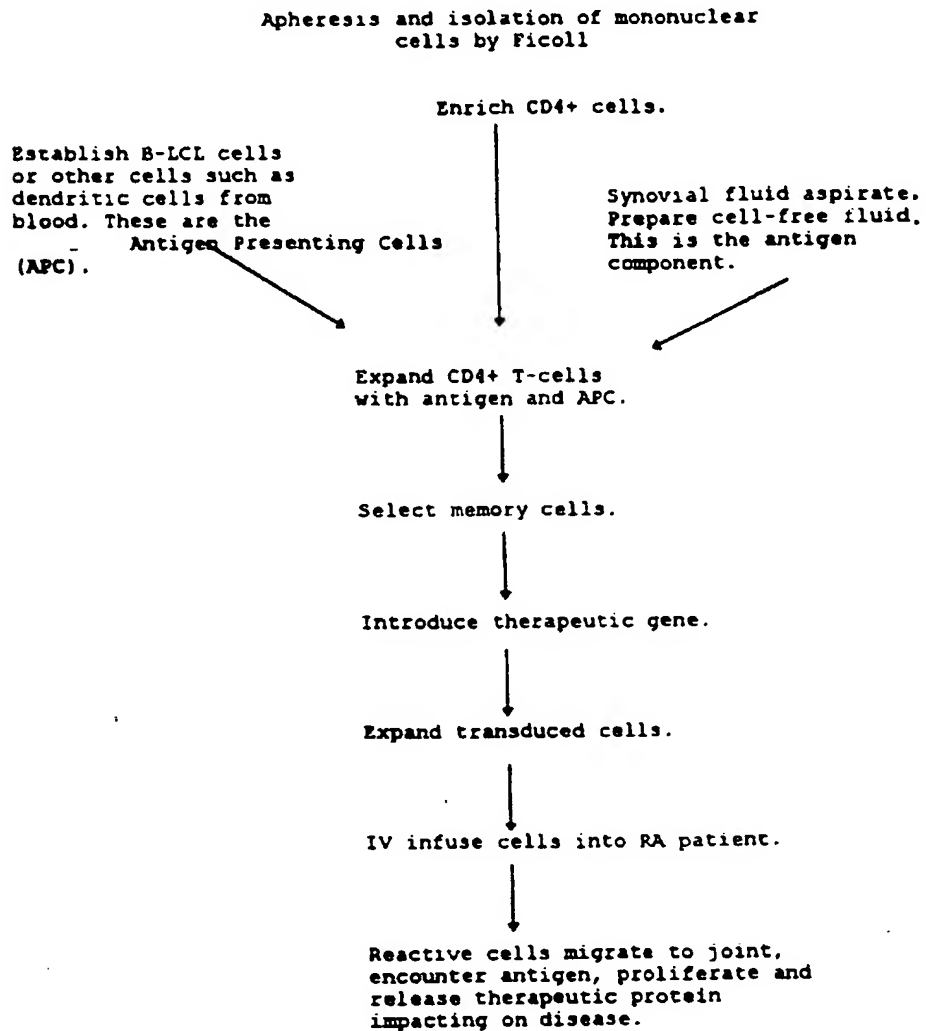 Apheresis and isolation of mononuclear
cells by Ficoll
Enrich CD4+ cells.
Establish B-LCL cells
or other cells such as
dendritic cells from
blood. These are the
Antigen Presenting Cells
(APC).
Synovial fluid aspirate.
Prepare cell-free fluid.
This is the antigen
component.
Expand CD4+ T-cells
with antigen and APC.
Select memory cells.
Introduce therapeutic gene.
Expand transduced cells.
IV infuse cells into RA patient.
Reactive cells migrate to joint,
encounter antigen, proliferate and
release therapeutic protein
impacting on disease.